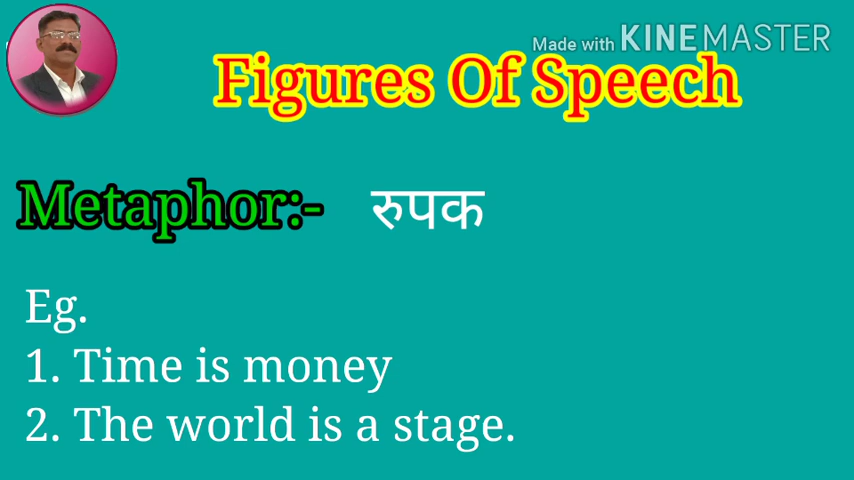 Made with KINEMASTER
Figures Of Speech
Metaphor:- रुपक
Eg.
1. Time is money
2. The world is a stage.